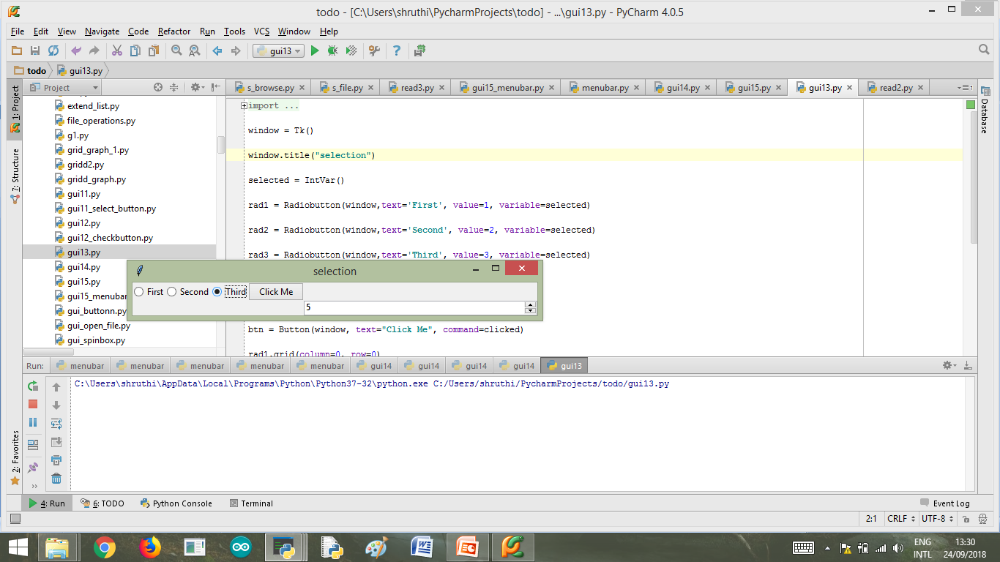 todo - [C:\Users\shruthi\PycharmProjects\todo] - ...\gui13.py - PyCharm 4.0.5
File Edit View Navigate Code Refactor Run Tools VCS Window Help
gui13
todo gui13.py
1: Project
7: Structure
2: Favorites
Database
Project
s_browse.py s_file.py read3.py gui15_menubar.py menubar.py gui14.py gui15.py gui13.py read2.py
extend_list.py
file_operations.py
g1.py
grid_graph_1.py
gridd2.py
gridd_graph.py
gui11.py
gui11_select_button.py
gui12.py
gui12_checkbutton.py
gui13.py
gui14.py
gui15.py
gui15_menubar
gui_buttonn.py
gui_open_file.py
gui_spinbox.py
import ...
window = Tk()
window.title("selection")
selected = IntVar()
rad1 = Radiobutton(window,text='First', value=1, variable=selected)
rad2 = Radiobutton(window,text='Second', value=2, variable=selected)
rad3 = Radiobutton(window,text='Third', value=3, variable=selected)
selection
First Second Third Click Me
5
btn = Button(window, text="Click Me", command=clicked)
rad1.grid(column=0, row=0)
Run: menubar menubar menubar menubar menubar gui14 gui14 gui14 gui14 gui13
C:\Users\shruthi\AppData\Local\Programs\Python\Python37-32\python.exe C:/Users/shruthi/PycharmProjects/todo/gui13.py
4: Run 6: TODO Python Console Terminal Event Log
2:1 CRLF UTF-8
ENG 13:30
INTL 24/09/2018